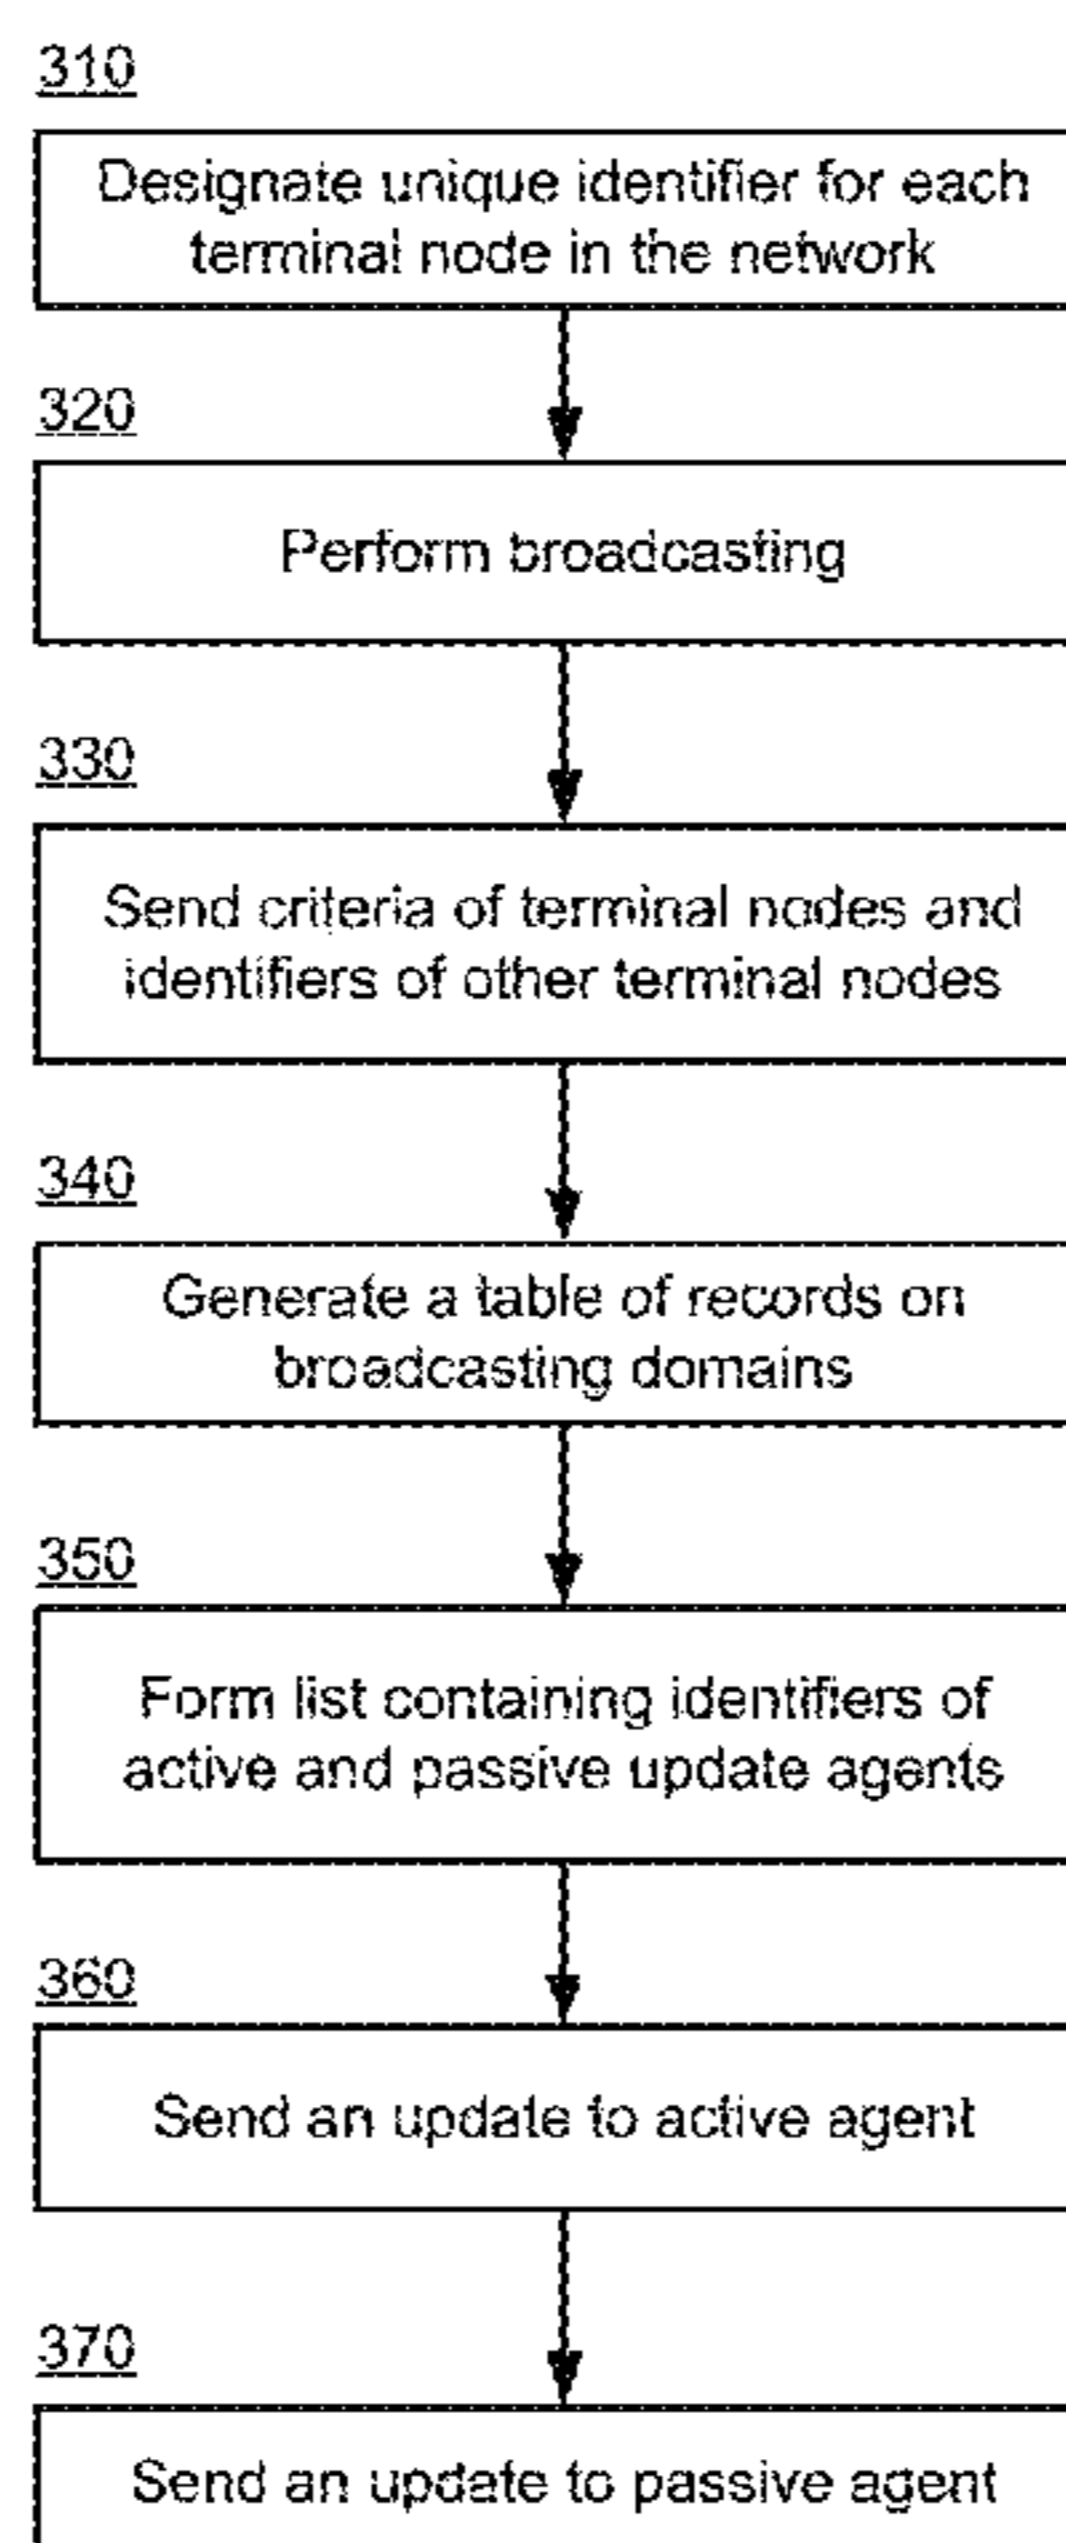 310
Designate unique identifier for each
terminal node in the network
320
Perform broadcasting
330
Send criteria of terminal nodes and
identifiers of other terminal nodes
340
Generate a table of records on
broadcasting domains
350
Form list containing identifiers of
active and passive update agents
360
Send an update to active agent
370
Send an update to passive agent